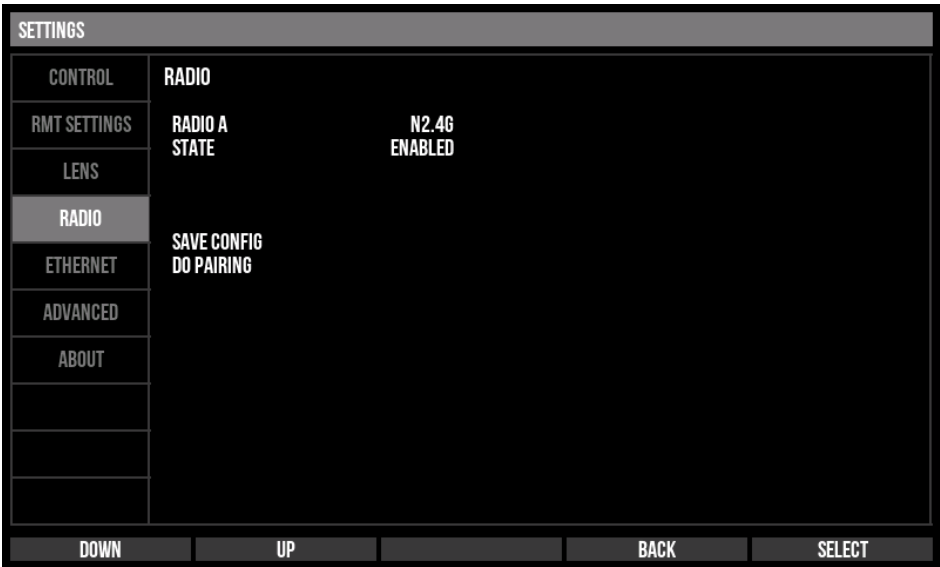 SETTINGS
CONTROL
RMT SETTINGS
LENS
RADIO
ETHERNET
ADVANCED
ABOUT
RADIO
RADIO A N2.4G
STATE ENABLED
SAVE CONFIG
DO PAIRING
DOWN UP BACK SELECT